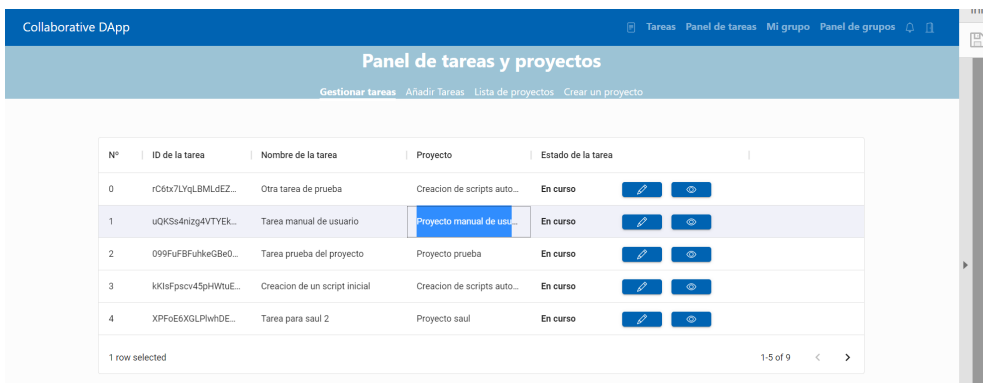 Collaborative DApp
Tareas Panel de tareas Mi grupo Panel de grupos
Panel de tareas y proyectos
Gestionar tareas Añadir Tareas Lista de proyectos Crear un proyecto
Nº ID de la tarea Nombre de la tarea Proyecto Estado de la tarea
0 rC6tx7LYqLBMLdEZ... Otra tarea de prueba Creacion de scripts auto... En curso
1 uQKSs4nizg4VTYEk... Tarea manual de usuario Proyecto manual de usu... En curso
2 099FuFBFuhkeGBe0... Tarea prueba del proyecto Proyecto prueba En curso
3 kKIsFpscv45pHWtuE... Creacion de un script inicial Creacion de scripts auto... En curso
4 XPFoE6XGLPlwhDE... Tarea para saul 2 Proyecto saul En curso
1 row selected 1-5 of 9